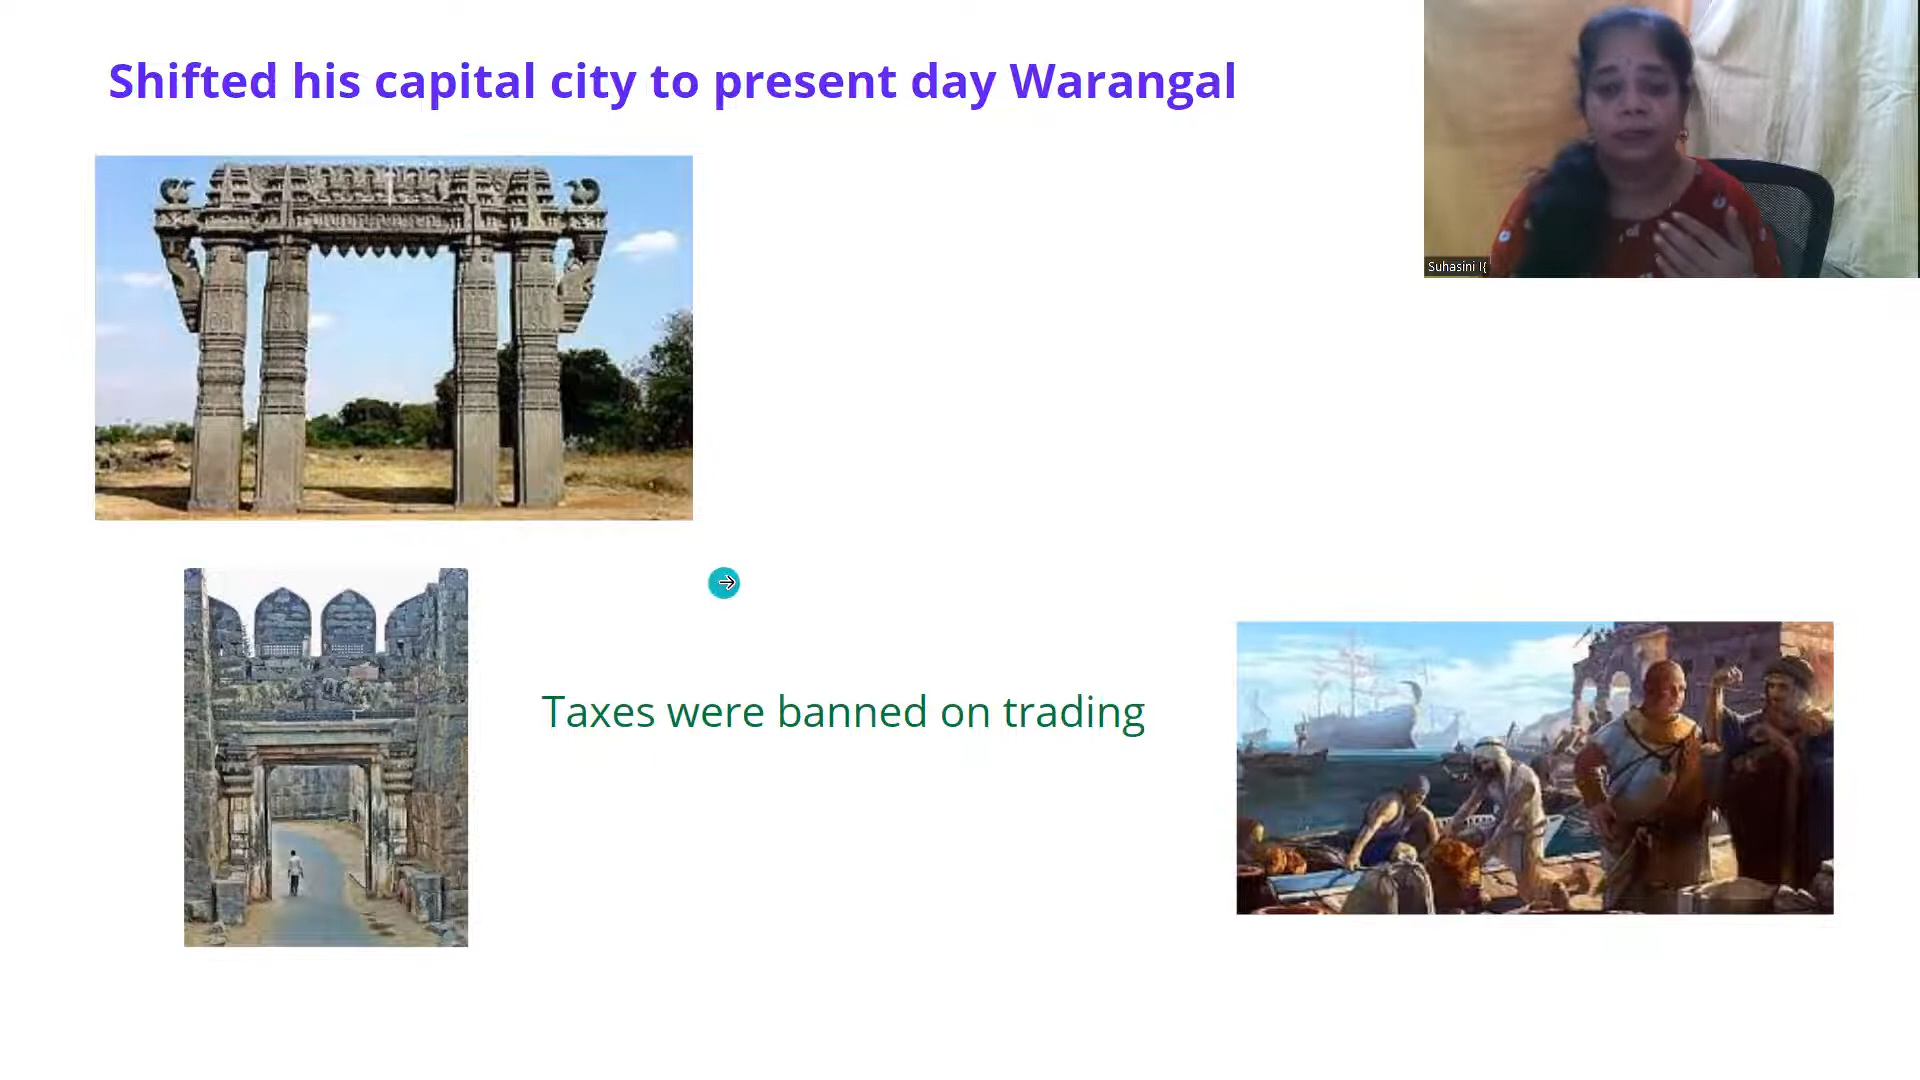 Shifted his capital city to present day Warangal
Suhasini K
Taxes were banned on trading